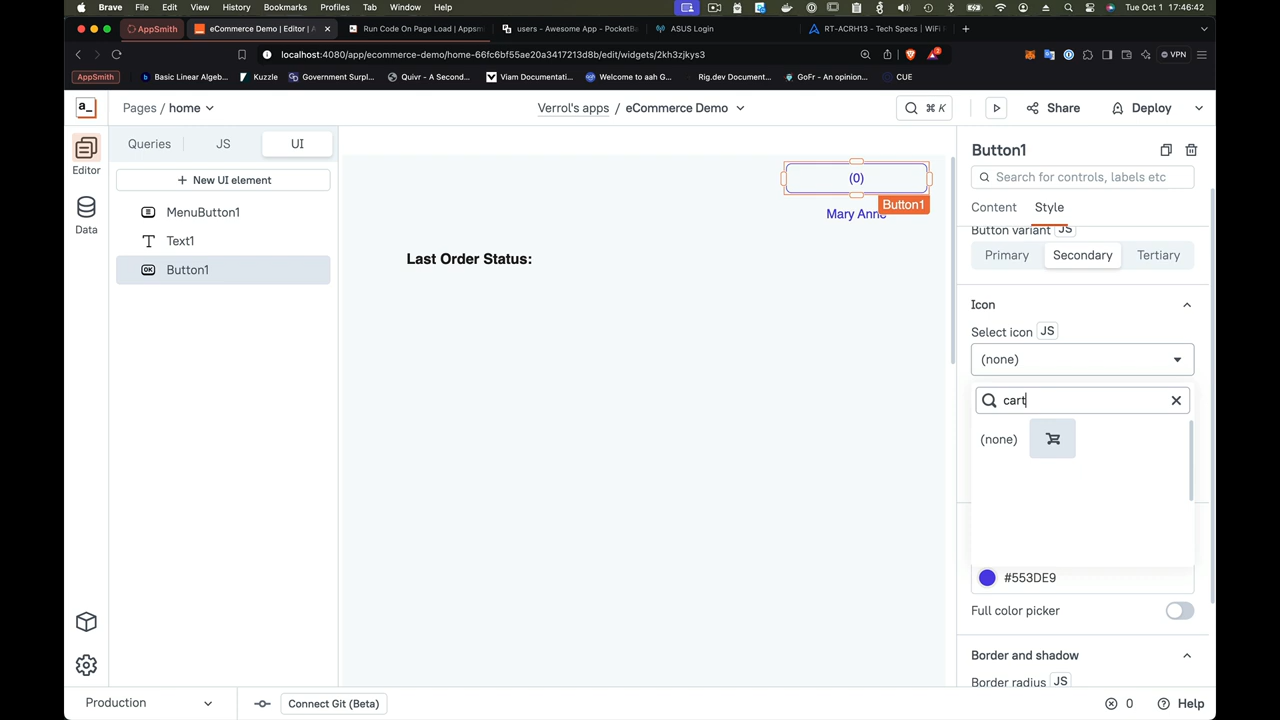 Brave File Edit View History Bookmarks Profiles Tab Window Help Tue Oct 1 17:46:42
AppSmith eCommerce Demo | Editor | Run Code On Page Load | Appsm users - Awesome App - PocketBa ASUS Login RT-ACRH13 - Tech Specs | WiFi
localhost:4080/app/ecommerce-demo/home-66fc6bf55ae20a3417213d8b/edit/widgets/2kh3zjkys3 VPN
AppSmith Basic Linear Algeb... Kuzzle Government Surpl... Quivr - A Second... Viam Documentati... Welcome to aah G... Rig.dev Document... GoFr - An opinion... CUE
a_ Pages / home Verrol's apps / eCommerce Demo ⌘ K Share Deploy
Editor
Data
Queries JS UI
+ New UI element
MenuButton1
Text1
Button1
(0)
Button1
Mary Anne
Last Order Status:
Button1
Search for controls, labels etc
Content Style
Button variant JS
Primary Secondary Tertiary
Icon
Select icon JS
(none)
cart
(none)
#553DE9
Full color picker
Border and shadow
Border radius JS
Production Connect Git (Beta) 0 Help